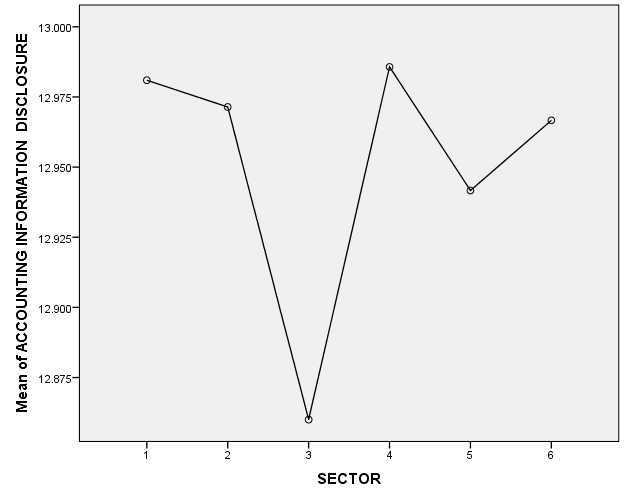 Mean of ACCOUNTING INFORMATION DISCLOSURE
13.000
12.975
12.950
12.925
12.900
12.875
1 2 3 4 5 6
SECTOR